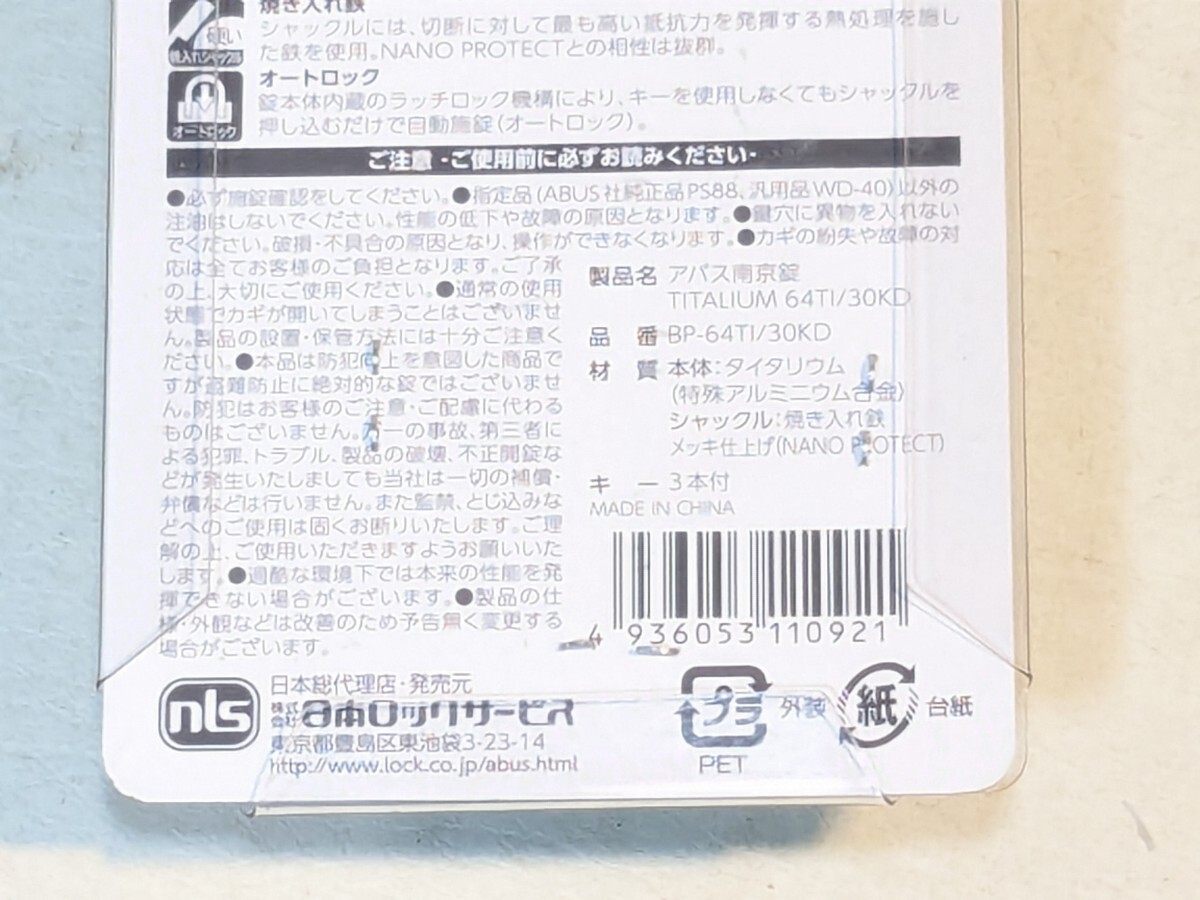 焼き入れ鉄
シャックルには、切断に対して最も高い抵抗力を発揮する熱処理を施し
た鉄を使用。NANO PROTECTとの相性は抜群。
硬い
焼入れシャックル
オートロック
錠本体内蔵のラッチロック機構により、キーを使用しなくてもシャックルを
押し込むだけで自動施錠(オートロック)。
オートロック
ご注意 -ご使用前に必ずお読みください-
●必ず施錠確認をしてください。●指定品(ABUS社純正品PS88、汎用品WD-40)以外の
注油はしないでください。性能の低下や故障の原因となります。●鍵穴に異物を入れない
でください。破損・不具合の原因となり、操作ができなくなります。●カギの紛失や故障の対
応は全てお客様のご負担となります。ご了承
の上、大切にご使用ください。●通常の使用
状態でカギが開いてしまうことはございませ
ん。製品の設置・保管方法には十分ご注意く
ださい。●本品は防犯向上を意図した商品で
すが盗難防止に絶対的な錠ではございませ
ん。防犯はお客様のご注意・ご配慮に代わる
ものはございません。万一の事故、第三者に
よる犯罪、トラブル、製品の破壊、不正開錠な
どが発生いたしましても当社は一切の補償・
弁償などは行いません。また監禁、とじ込みな
どへのご使用は固くお断りいたします。ご理
解の上、ご使用いただきますようお願いいた
します。●過酷な環境下では本来の性能を発
揮できない場合がございます。●製品の仕
様・外観などは改善のため予告無く変更する
場合がございます。
製品名 アバス南京錠
TITALIUM 64TI/30KD
品 番 BP-64TI/30KD
材 質 本体:タイタリウム
(特殊アルミニウム合金)
シャックル:焼き入れ鉄
メッキ仕上げ(NANO PROTECT)
キ ー 3本付
MADE IN CHINA
4 936053 110921
nls
日本総代理店・発売元
株式会社 日本ロックサービス
東京都豊島区東池袋3-23-14
http://www.lock.co.jp/abus.html
プラ 外装
PET
紙 台紙